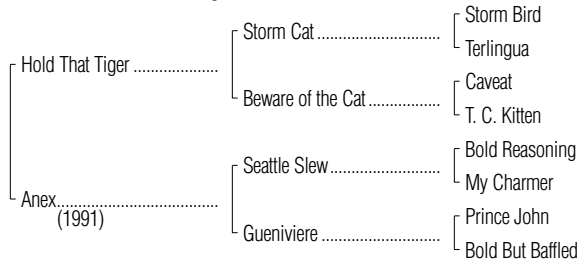 Storm Bird
Storm Cat ........................
Terlingua
Hold That Tiger ....................
Caveat
Beware of the Cat .................
T. C. Kitten
Bold Reasoning
Seattle Slew ........................
My Charmer
Anex......................................
(1991)
Prince John
Gueniviere ..........................
Bold But Baffled